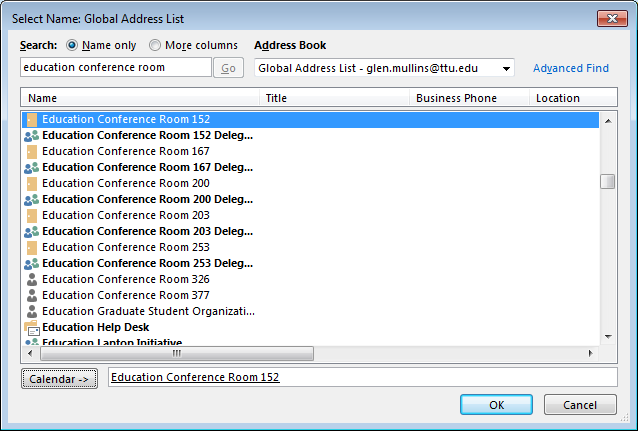 Select Name: Global Address List
Search: Name only More columns Address Book
education conference room Go Global Address List - glen.mullins@ttu.edu Advanced Find
Name Title Business Phone Location
Education Conference Room 152
Education Conference Room 152 Deleg...
Education Conference Room 167
Education Conference Room 167 Deleg...
Education Conference Room 200
Education Conference Room 200 Deleg...
Education Conference Room 203
Education Conference Room 203 Deleg...
Education Conference Room 253
Education Conference Room 253 Deleg...
Education Conference Room 326
Education Conference Room 377
Education Graduate Student Organizati...
Education Help Desk
Education Laptop Initiative
Calendar -> Education Conference Room 152
OK Cancel